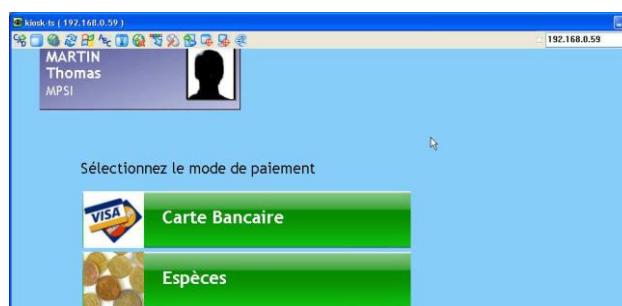 kiosk-ts ( 192.168.0.59 )
192.168.0.59
MARTIN
Thomas
MPSI
Sélectionnez le mode de paiement
VISA
Carte Bancaire
Espèces